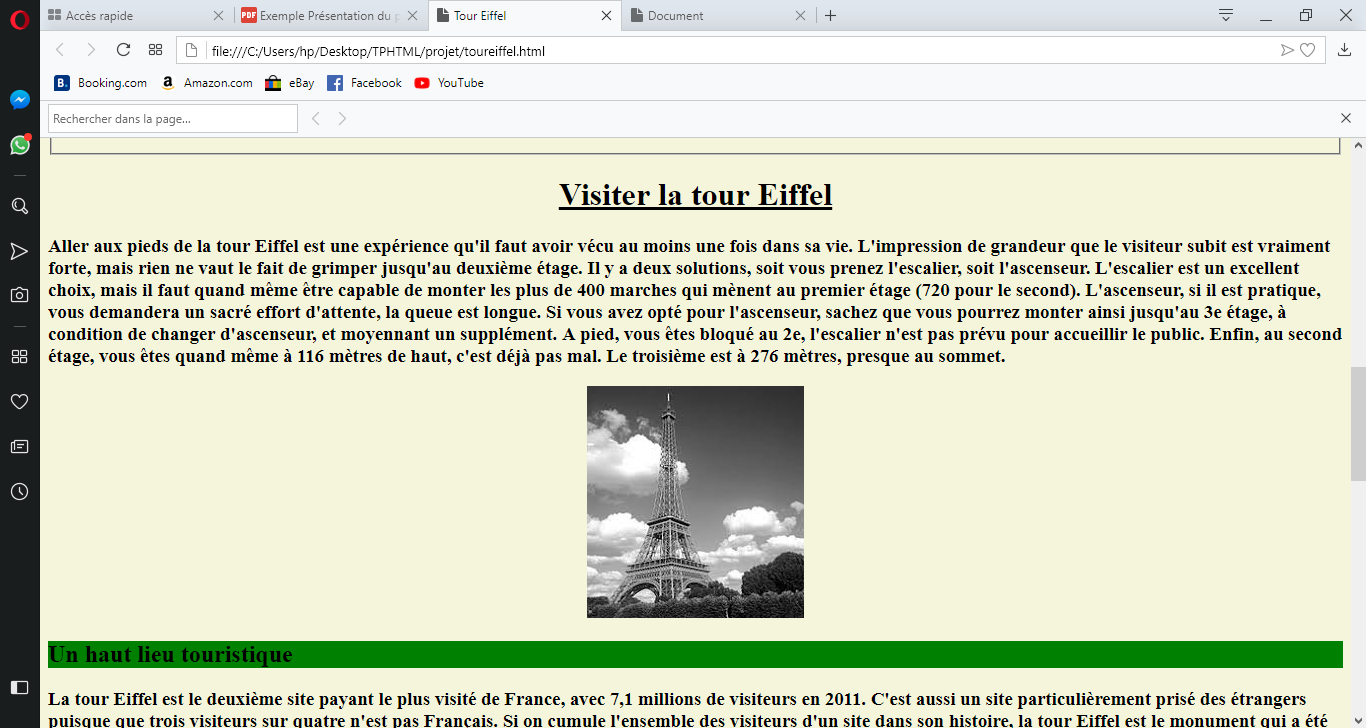 Accès rapide
PDF Exemple Présentation du p
Tour Eiffel
Document
file:///C:/Users/hp/Desktop/TPHTML/projet/toureiffel.html
B. Booking.com
a Amazon.com
eBay
f Facebook
YouTube
Rechercher dans la page...
Visiter la tour Eiffel
Aller aux pieds de la tour Eiffel est une expérience qu'il faut avoir vécu au moins une fois dans sa vie. L'impression de grandeur que le visiteur subit est vraiment
forte, mais rien ne vaut le fait de grimper jusqu'au deuxième étage. Il y a deux solutions, soit vous prenez l'escalier, soit l'ascenseur. L'escalier est un excellent
choix, mais il faut quand même être capable de monter les plus de 400 marches qui mènent au premier étage (720 pour le second). L'ascenseur, si il est pratique,
vous demandera un sacré effort d'attente, la queue est longue. Si vous avez opté pour l'ascenseur, sachez que vous pourrez monter ainsi jusqu'au 3e étage, à
condition de changer d'ascenseur, et moyennant un supplément. A pied, vous êtes bloqué au 2e, l'escalier n'est pas prévu pour accueillir le public. Enfin, au second
étage, vous êtes quand même à 116 mètres de haut, c'est déjà pas mal. Le troisième est à 276 mètres, presque au sommet.
Un haut lieu touristique
La tour Eiffel est le deuxième site payant le plus visité de France, avec 7,1 millions de visiteurs en 2011. C'est aussi un site particulièrement prisé des étrangers
puisque que trois visiteurs sur quatre n'est pas Français. Si on cumule l'ensemble des visiteurs d'un site dans son histoire, la tour Eiffel est le monument qui a été